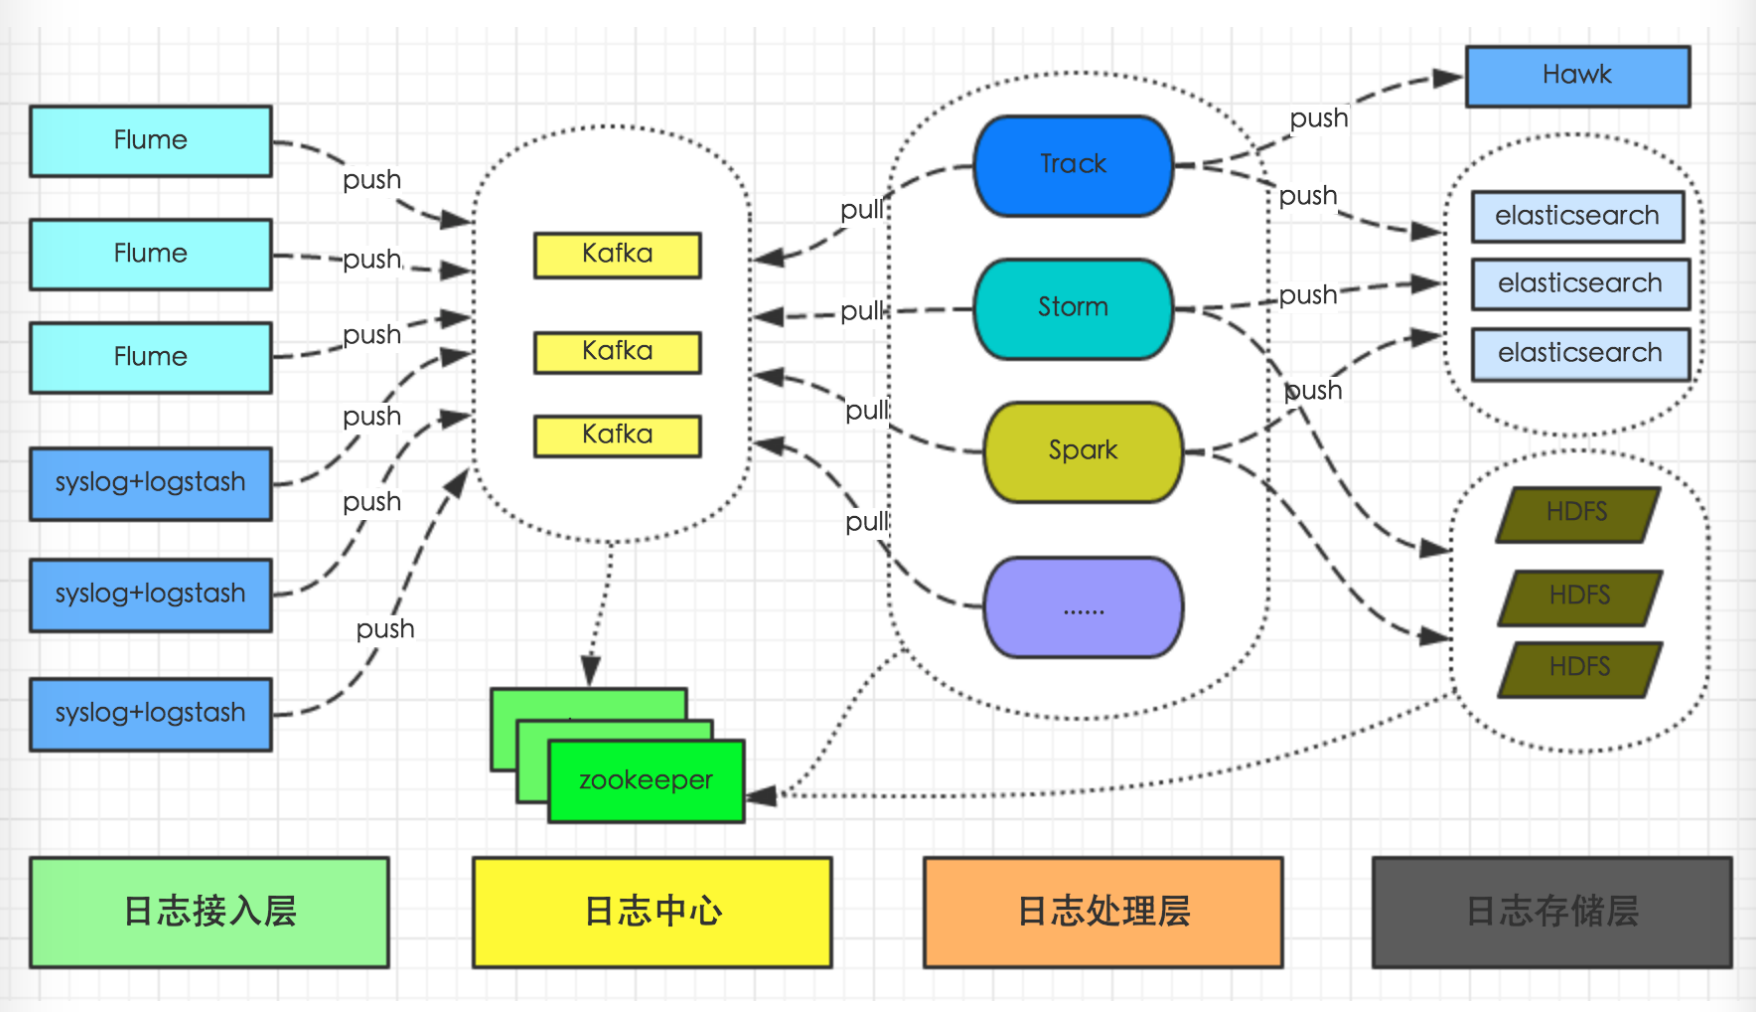 Flume
Flume
Flume
syslog+logstash
syslog+logstash
syslog+logstash
push
push
push
push
push
push
Kafka
Kafka
Kafka
zookeeper
pull
pull
pull
pull
Track
Storm
Spark
......
push
push
push
push
Hawk
elasticsearch
elasticsearch
elasticsearch
HDFS
HDFS
HDFS
日志接入层
日志中心
日志处理层
日志存储层